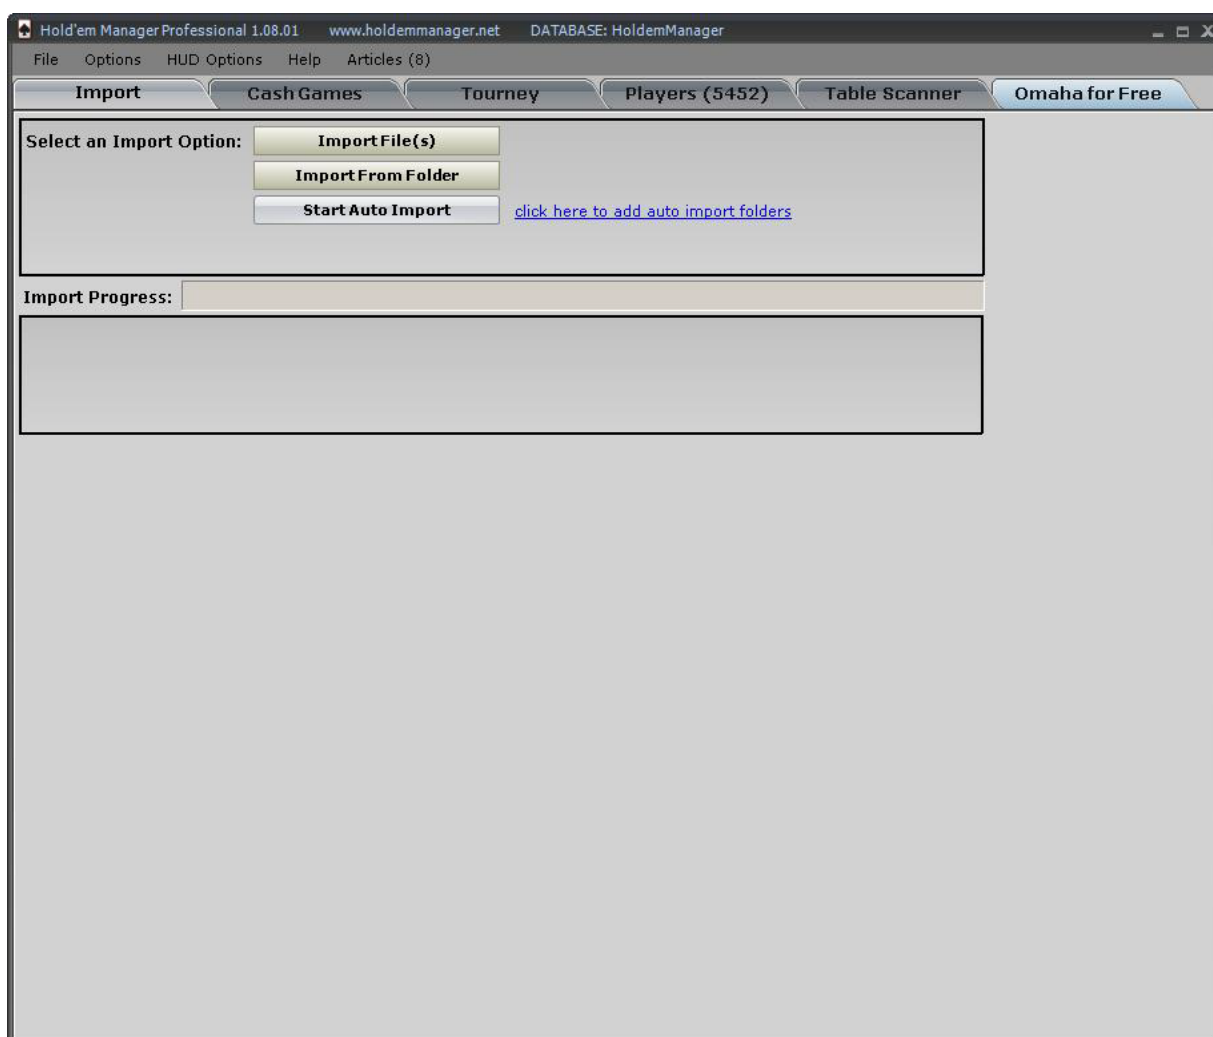 Hold'em Manager Professional 1.08.01 www.holdemmanager.net DATABASE: HoldemManager
File Options HUD Options Help Articles (8)
Import Cash Games Tourney Players (5452) Table Scanner Omaha for Free
Select an Import Option: Import File(s)
Import From Folder
Start Auto Import click here to add auto import folders
Import Progress: